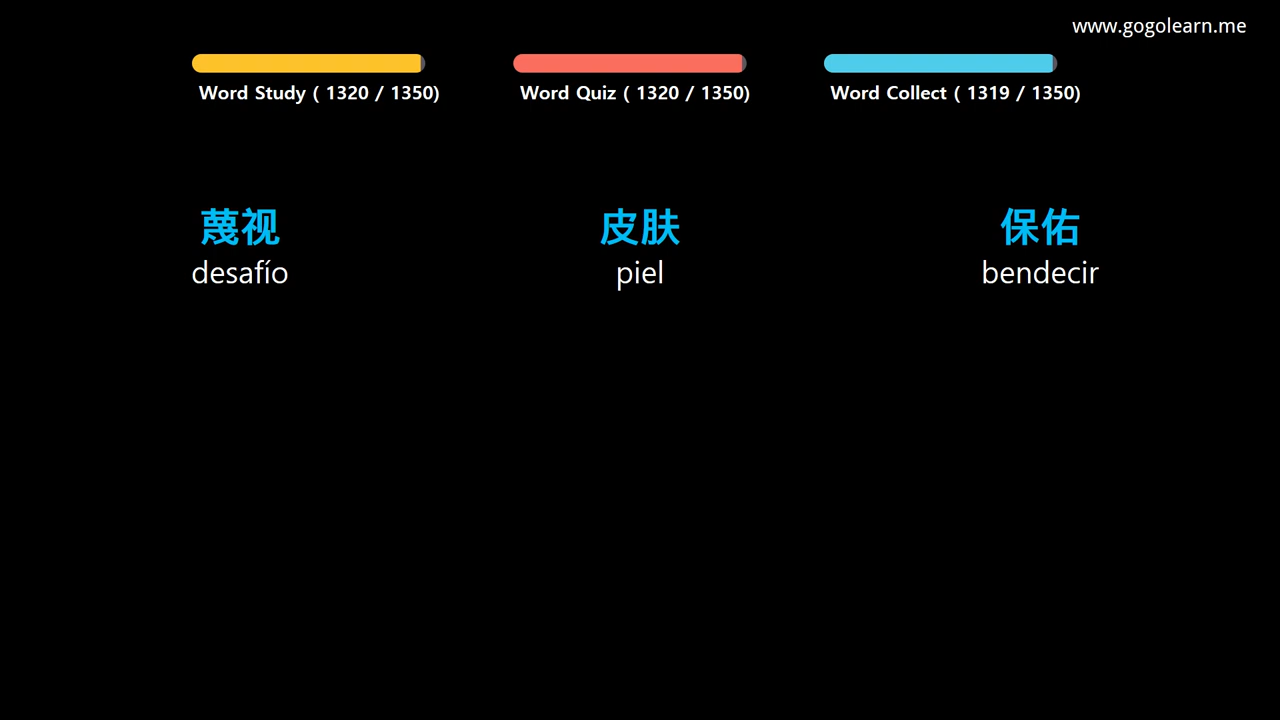 www.gogolearn.me
Word Study ( 1320 / 1350)
Word Quiz ( 1320 / 1350)
Word Collect ( 1319 / 1350)
蔑视
皮肤
保佑
desafío
piel
bendecir